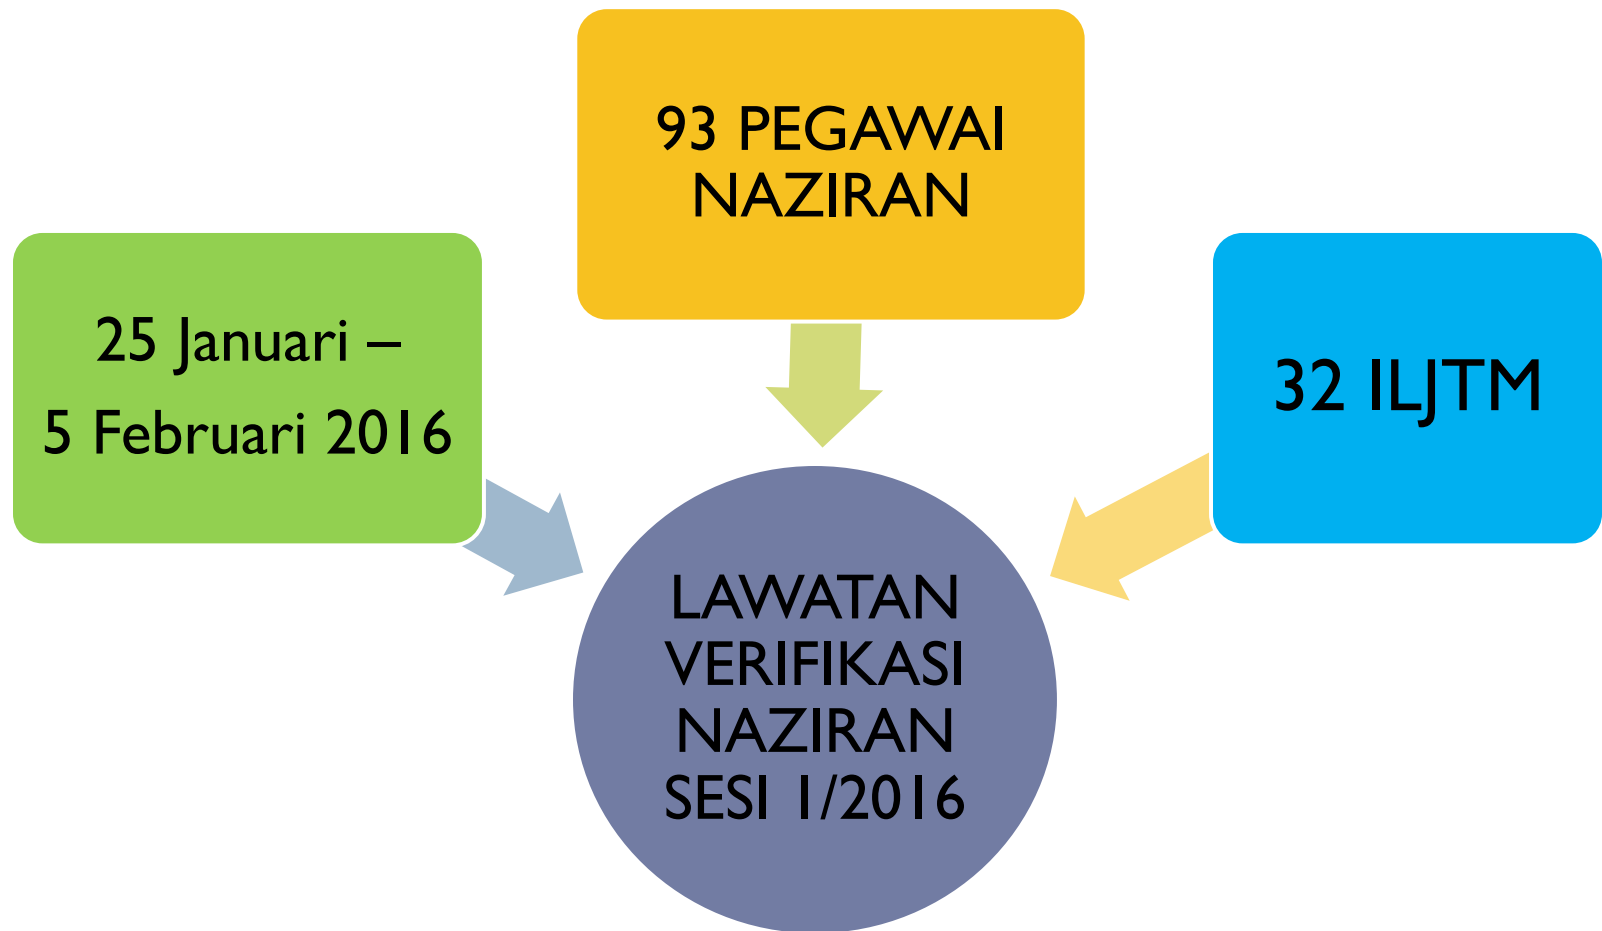 25 Januari –
5 Februari 2016
93 PEGAWAI
NAZIRAN
32 ILJTM
LAWATAN
VERIFIKASI
NAZIRAN
SESI 1/2016